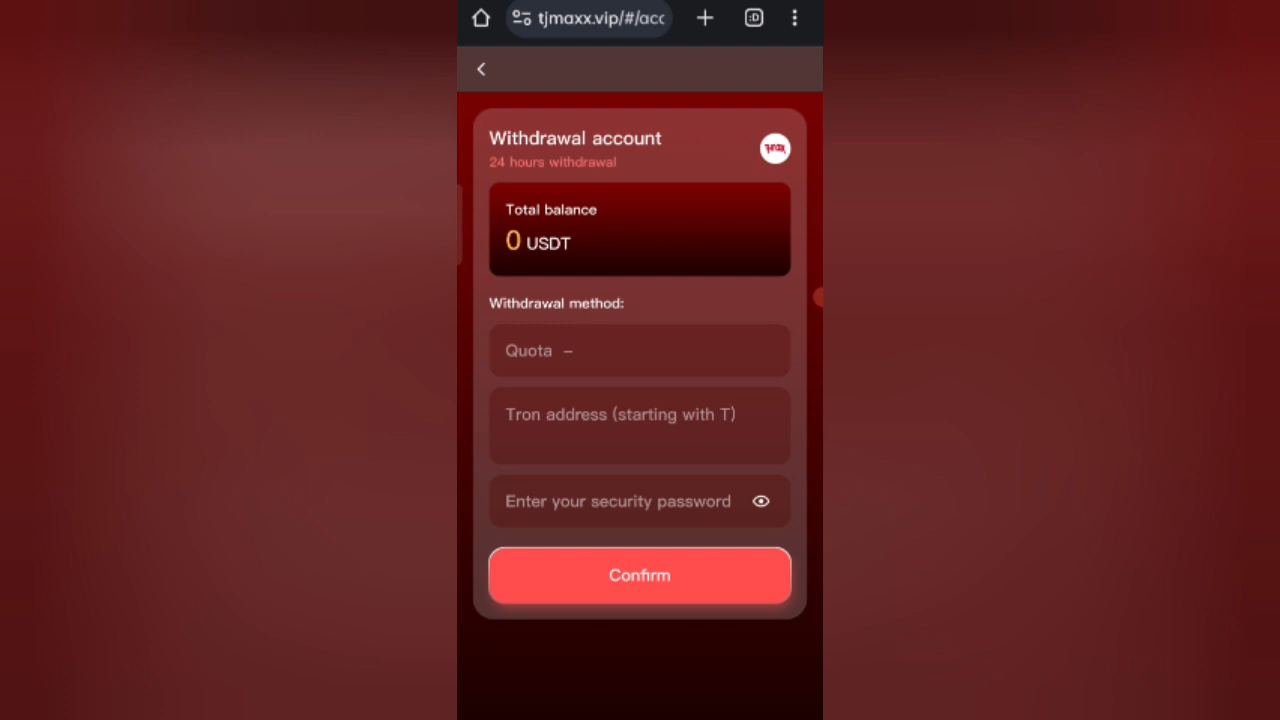 tjmaxx.vip/#/acc
:D
Withdrawal account
24 hours withdrawal
Total balance
0 USDT
Withdrawal method:
Quota –
Tron address (starting with T)
Enter your security password
Confirm